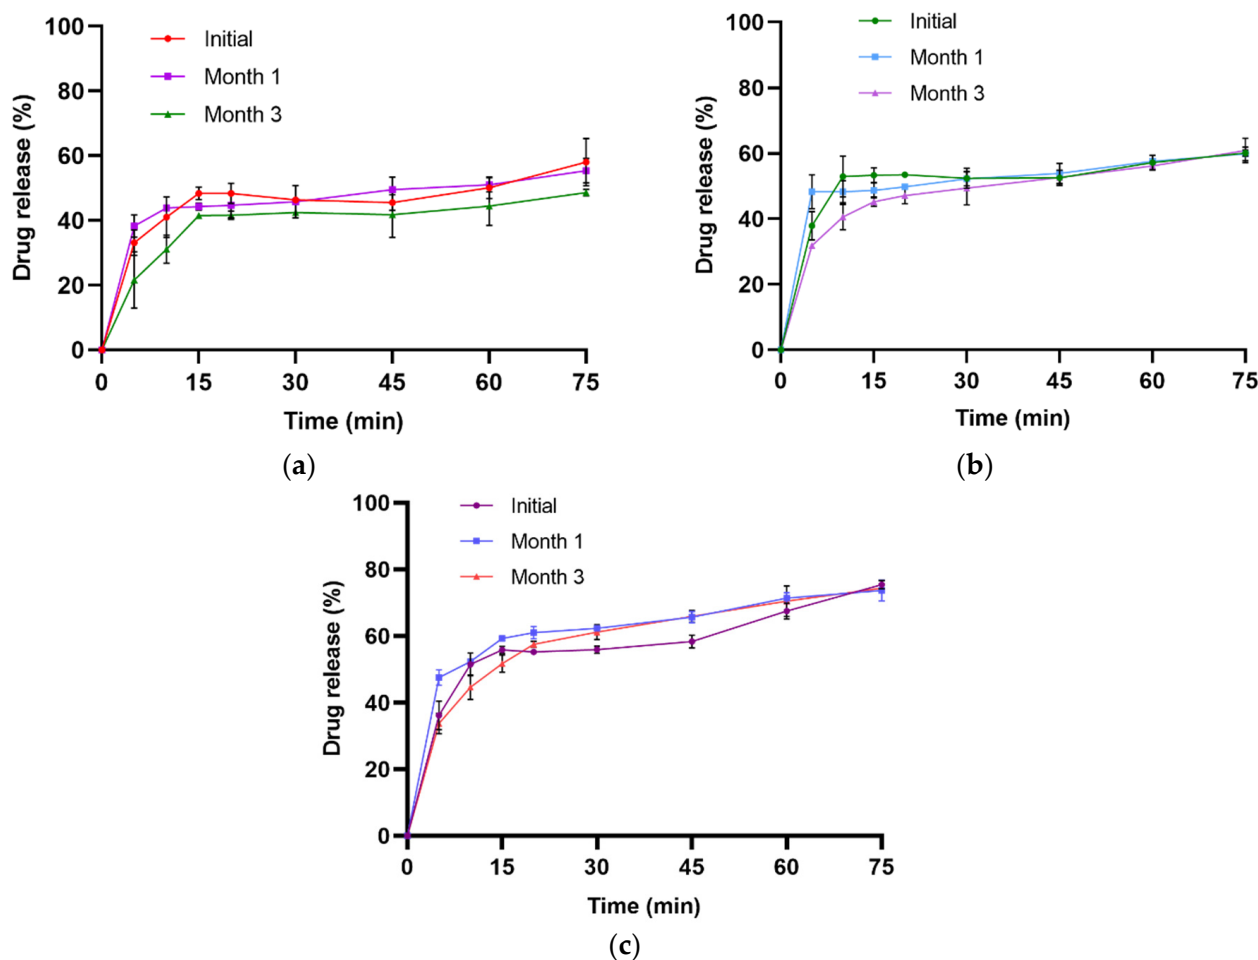 Initial
Month 1
Month 3
Drug release (%)
100
80
60
40
20
0
0 15 30 45 60 75
Time (min)
(a)
Initial
Month 1
Month 3
Drug release (%)
100
80
60
40
20
0
0 15 30 45 60 75
Time (min)
(b)
Initial
Month 1
Month 3
Drug release (%)
100
80
60
40
20
0
0 15 30 45 60 75
Time (min)
(c)